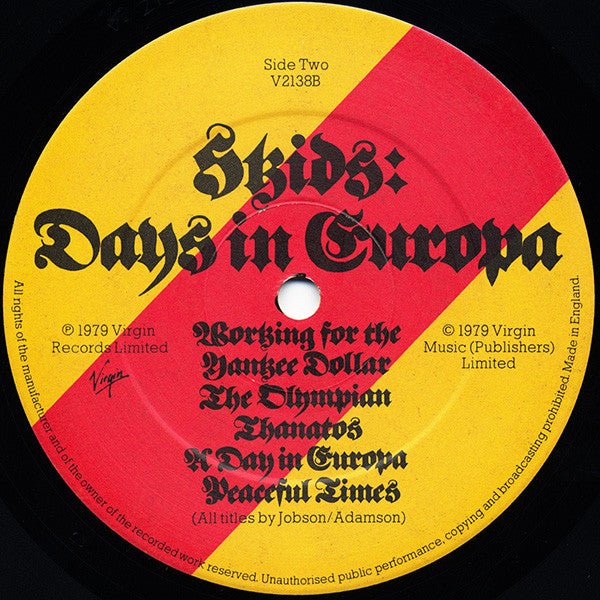 Side Two
V2138B
Skids:
Days in Europa
℗ 1979 Virgin
Records Limited
Virgin
© 1979 Virgin
Music (Publishers)
Limited
Working for the
Yankee Dollar
The Olympian
Thanatos
A Day in Europa
Peaceful Times
(All titles by Jobson/Adamson)
All rights of the manufacturer and of the owner of the recorded work reserved. Unauthorised public performance, copying and broadcasting prohibited. Made in England.